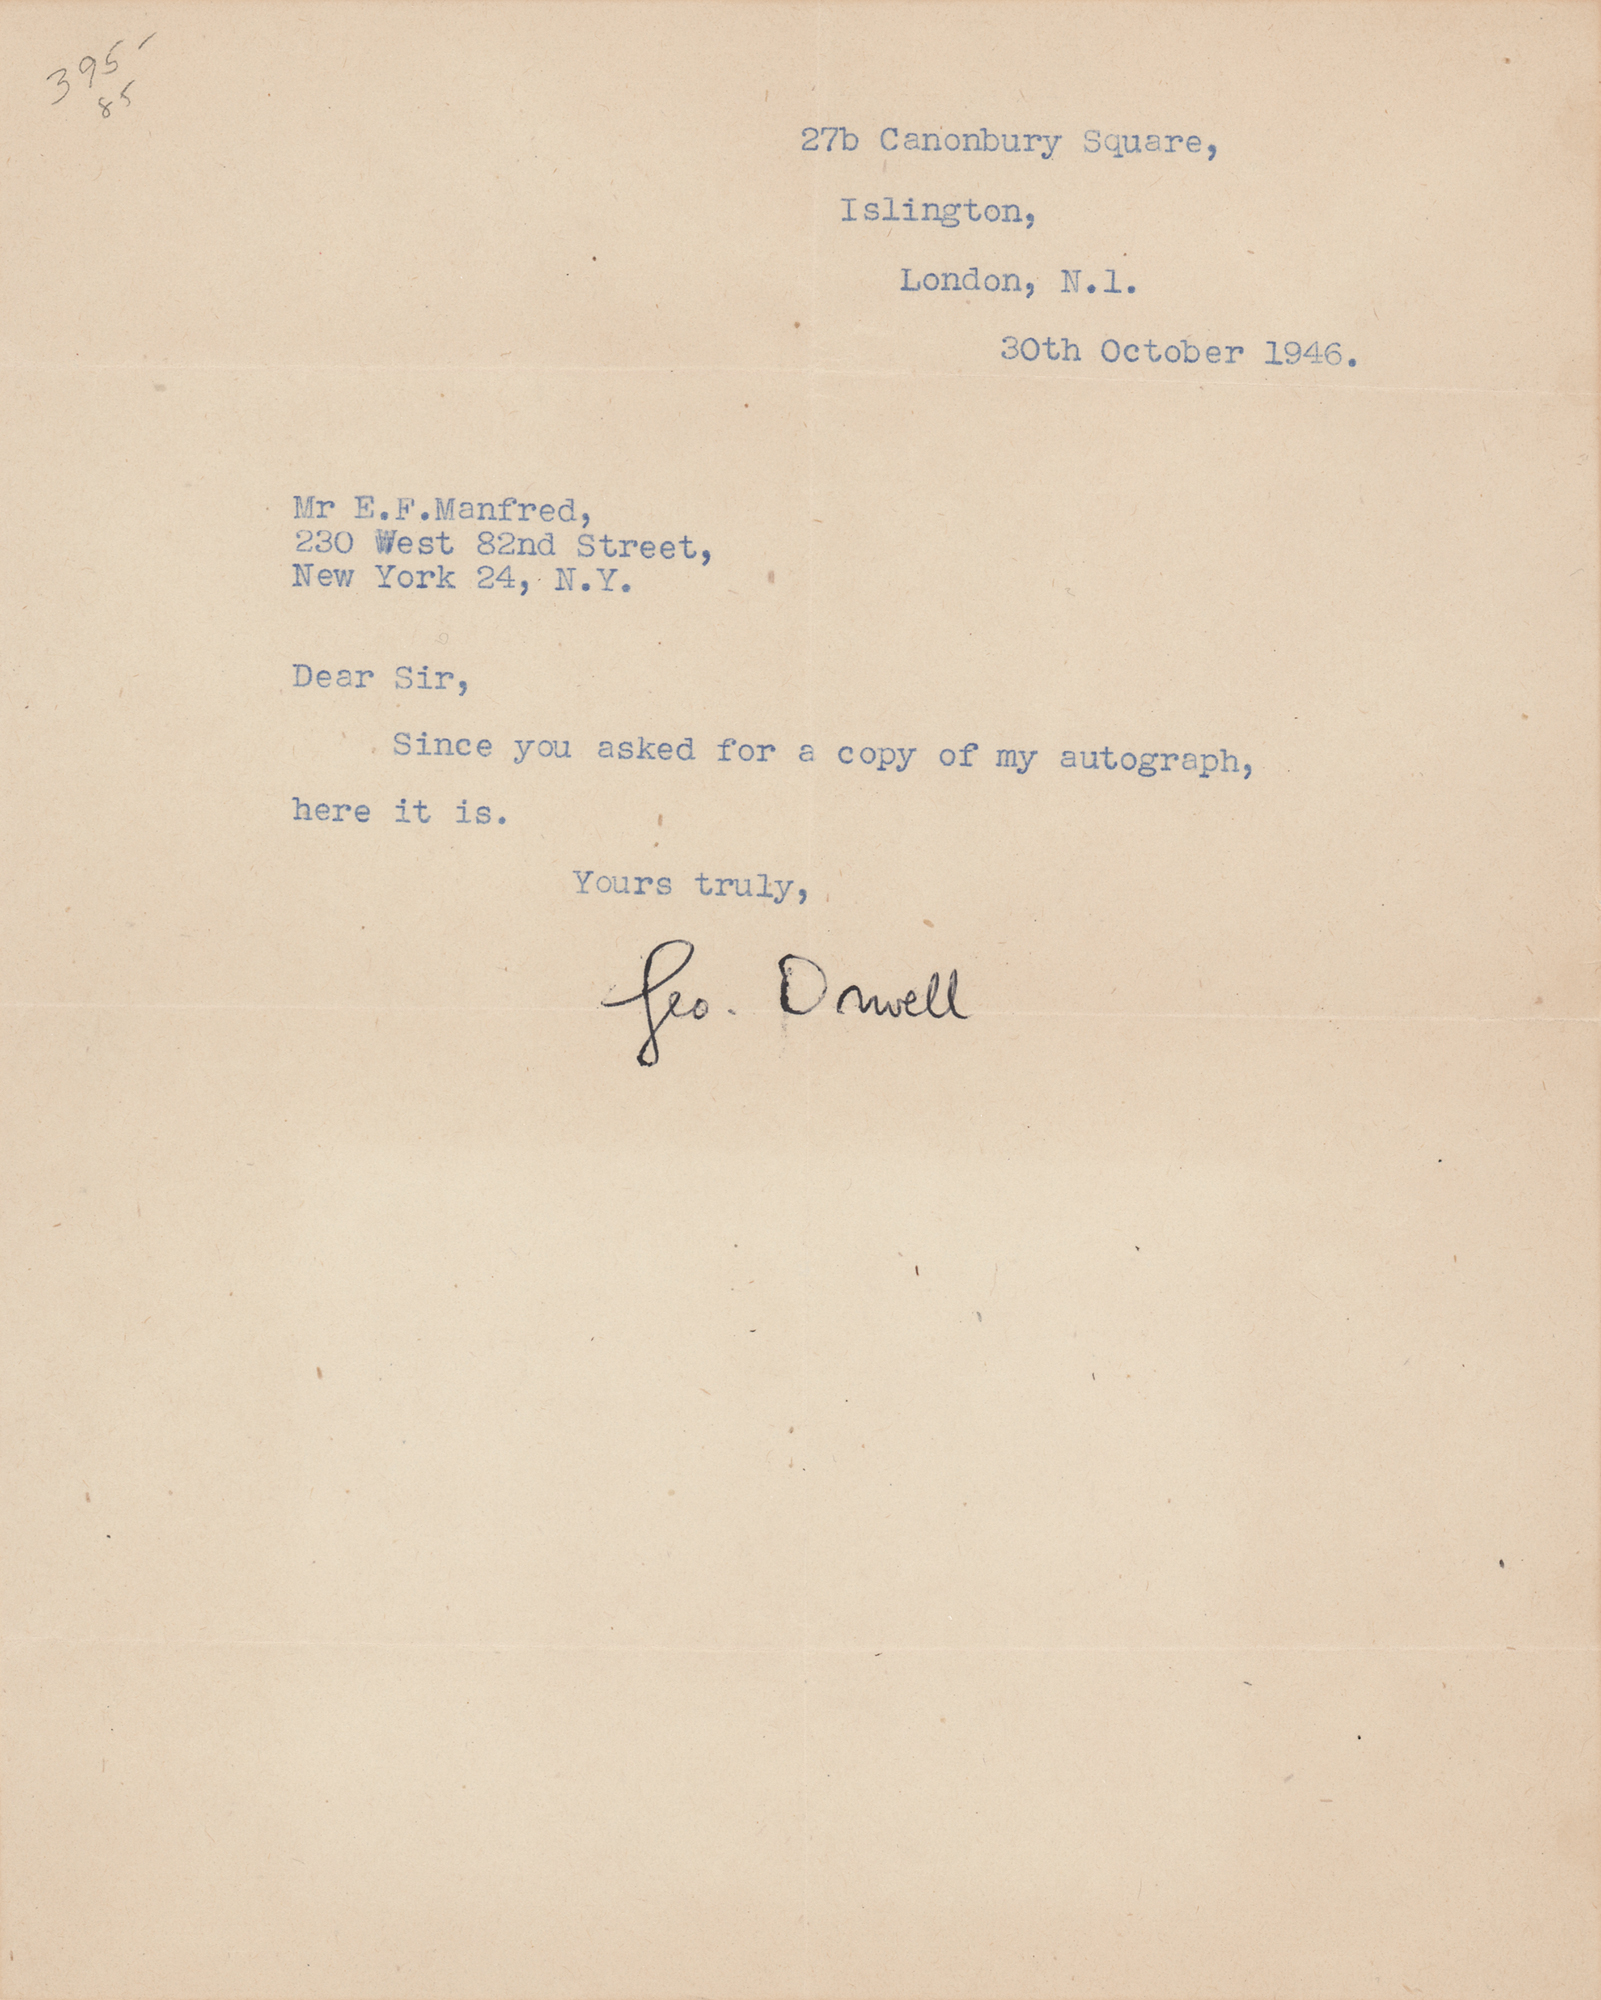 395-
85
27b Canonbury Square,
Islington,
London, N.1.
30th October 1946.
Mr E.F.Manfred,
230 West 82nd Street,
New York 24, N.Y.
Dear Sir,
Since you asked for a copy of my autograph,
here it is.
Yours truly,
Geo. Orwell